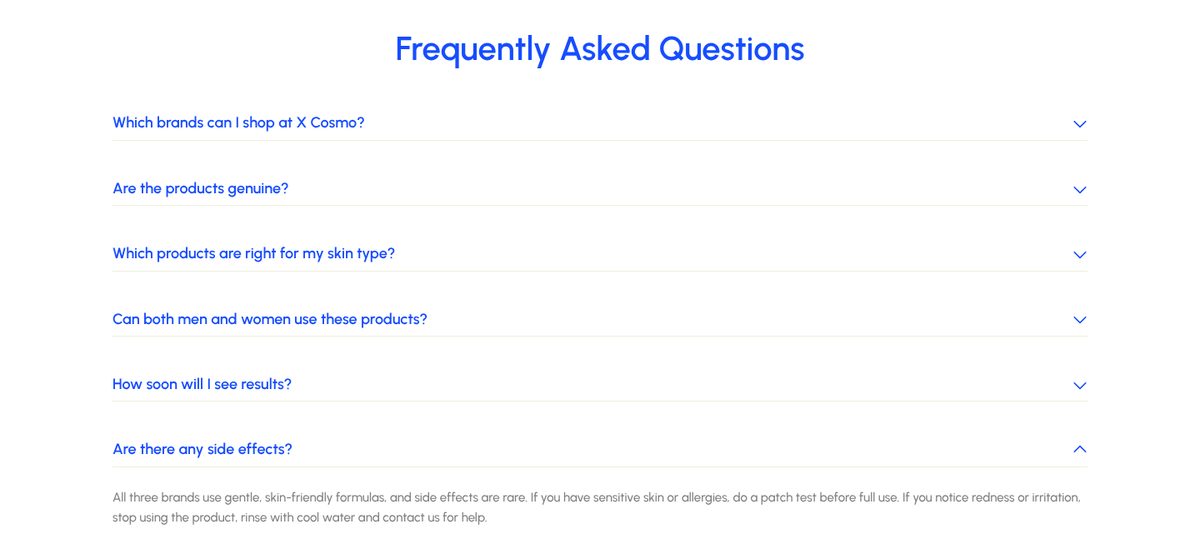 Frequently Asked Questions
Which brands can I shop at X Cosmo?
Are the products genuine?
Which products are right for my skin type?
Can both men and women use these products?
How soon will I see results?
Are there any side effects?
All three brands use gentle, skin-friendly formulas, and side effects are rare. If you have sensitive skin or allergies, do a patch test before full use. If you notice redness or irritation,
stop using the product, rinse with cool water and contact us for help.